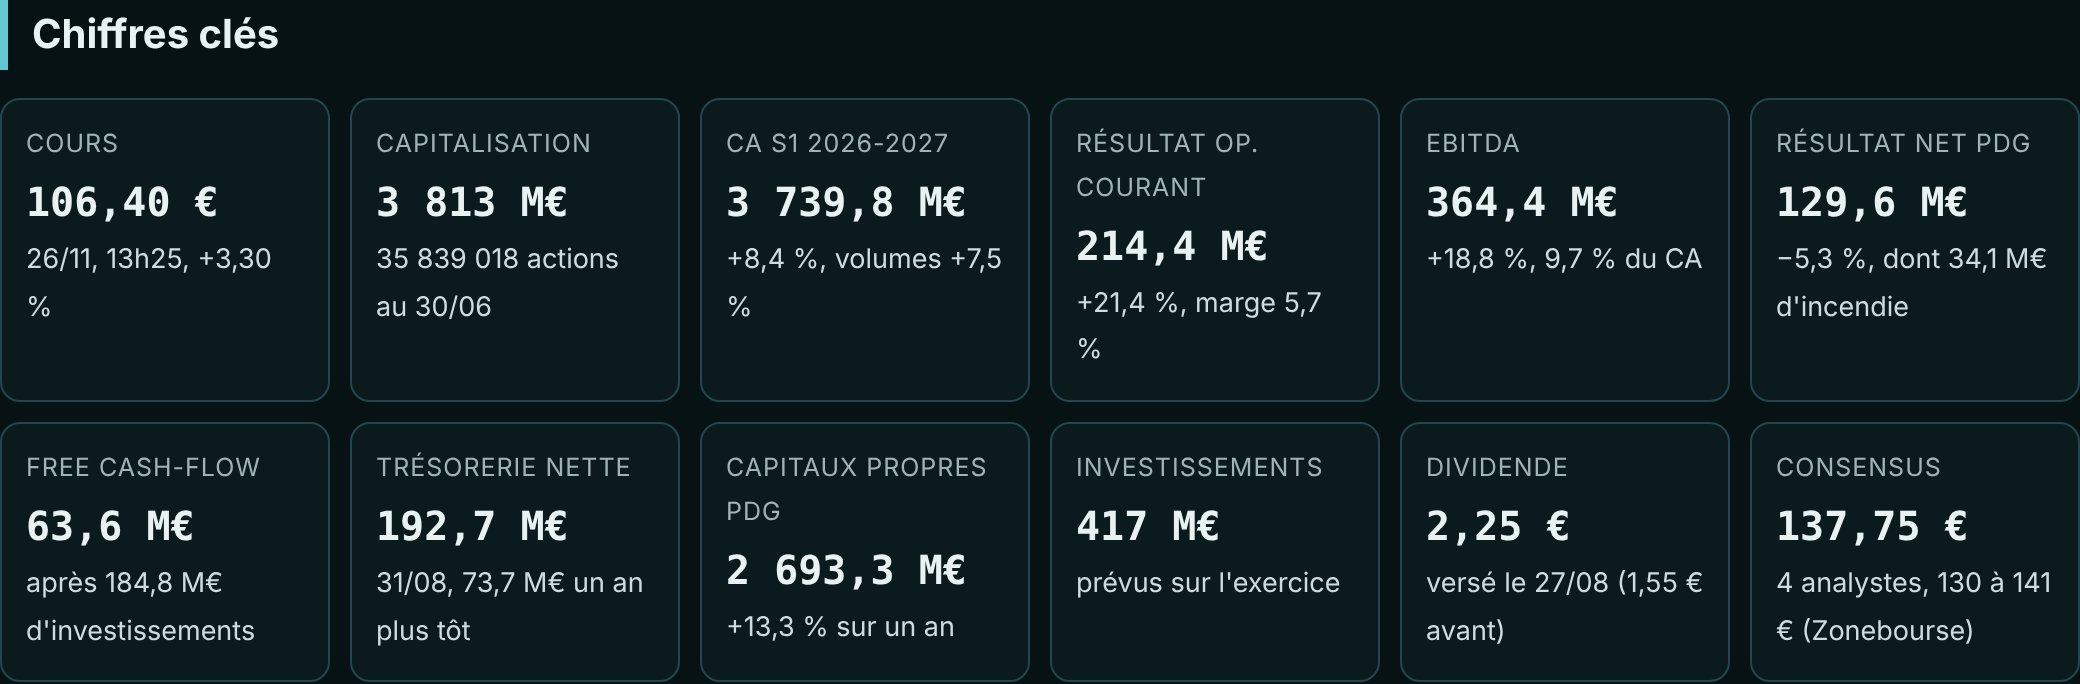 Chiffres clés
COURS
106,40 €
26/11, 13h25, +3,30
%
CAPITALISATION
3 813 M€
35 839 018 actions
au 30/06
CA S1 2026-2027
3 739,8 M€
+8,4 %, volumes +7,5
%
RÉSULTAT OP.
COURANT
214,4 M€
+21,4 %, marge 5,7
%
EBITDA
364,4 M€
+18,8 %, 9,7 % du CA
RÉSULTAT NET PDG
129,6 M€
−5,3 %, dont 34,1 M€
d'incendie
FREE CASH-FLOW
63,6 M€
après 184,8 M€
d'investissements
TRÉSORERIE NETTE
192,7 M€
31/08, 73,7 M€ un an
plus tôt
CAPITAUX PROPRES
PDG
2 693,3 M€
+13,3 % sur un an
INVESTISSEMENTS
417 M€
prévus sur l'exercice
DIVIDENDE
2,25 €
versé le 27/08 (1,55 €
avant)
CONSENSUS
137,75 €
4 analystes, 130 à 141
€ (Zonebourse)